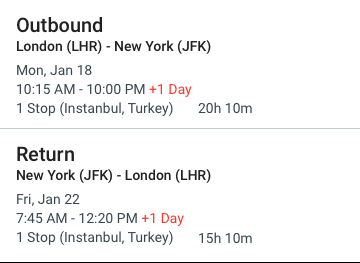 Outbound
London (LHR) - New York (JFK)
Mon, Jan 18
10:15 AM - 10:00 PM +1 Day
1 Stop (Instanbul, Turkey) 20h 10m
Return
New York (JFK) - London (LHR)
Fri, Jan 22
7:45 AM - 12:20 PM +1 Day
1 Stop (Instanbul, Turkey) 15h 10m